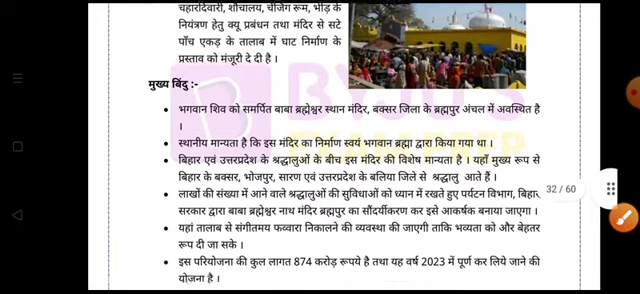 चहारदिवारी, शौचालय, चेंजिंग रूम, भीड़ के
नियंत्रण हेतु क्यू प्रबंधन तथा मंदिर से सटे
पाँच एकड़ के तालाब में घाट निर्माण के
प्रस्ताव को मंजूरी दे दी है ।
मुख्य बिंदु :-
• भगवान शिव को समर्पित बाबा ब्रह्मेश्वर स्थान मंदिर, बक्सर जिला के ब्रह्मपुर अंचल में अवस्थित है
।
• स्थानीय मान्यता है कि इस मंदिर का निर्माण स्वयं भगवान ब्रह्मा द्वारा किया गया था ।
• बिहार एवं उत्तरप्रदेश के श्रद्धालुओं के बीच इस मंदिर की विशेष मान्यता है । यहाँ मुख्य रूप से
बिहार के बक्सर, भोजपुर, सारण एवं उत्तरप्रदेश के बलिया जिले से श्रद्धालु आते हैं ।
• लाखों की संख्या में आने वाले श्रद्धालुओं की सुविधाओं को ध्यान में रखते हुए पर्यटन विभाग, बिहार
32 / 60
सरकार द्वारा बाबा ब्रह्मेश्वर नाथ मंदिर ब्रह्मपुर का सौंदर्यीकरण कर इसे आकर्षक बनाया जाएगा ।
• यहां तालाब से संगीतमय फव्वारा निकालने की व्यवस्था की जाएगी ताकि भव्यता को और बेहतर
रूप दी जा सके ।
• इस परियोजना की कुल लागत 874 करोड़ रूपये है तथा यह वर्ष 2023 में पूर्ण कर लिये जाने की
योजना है ।
BYJU'S
EXAM PREP